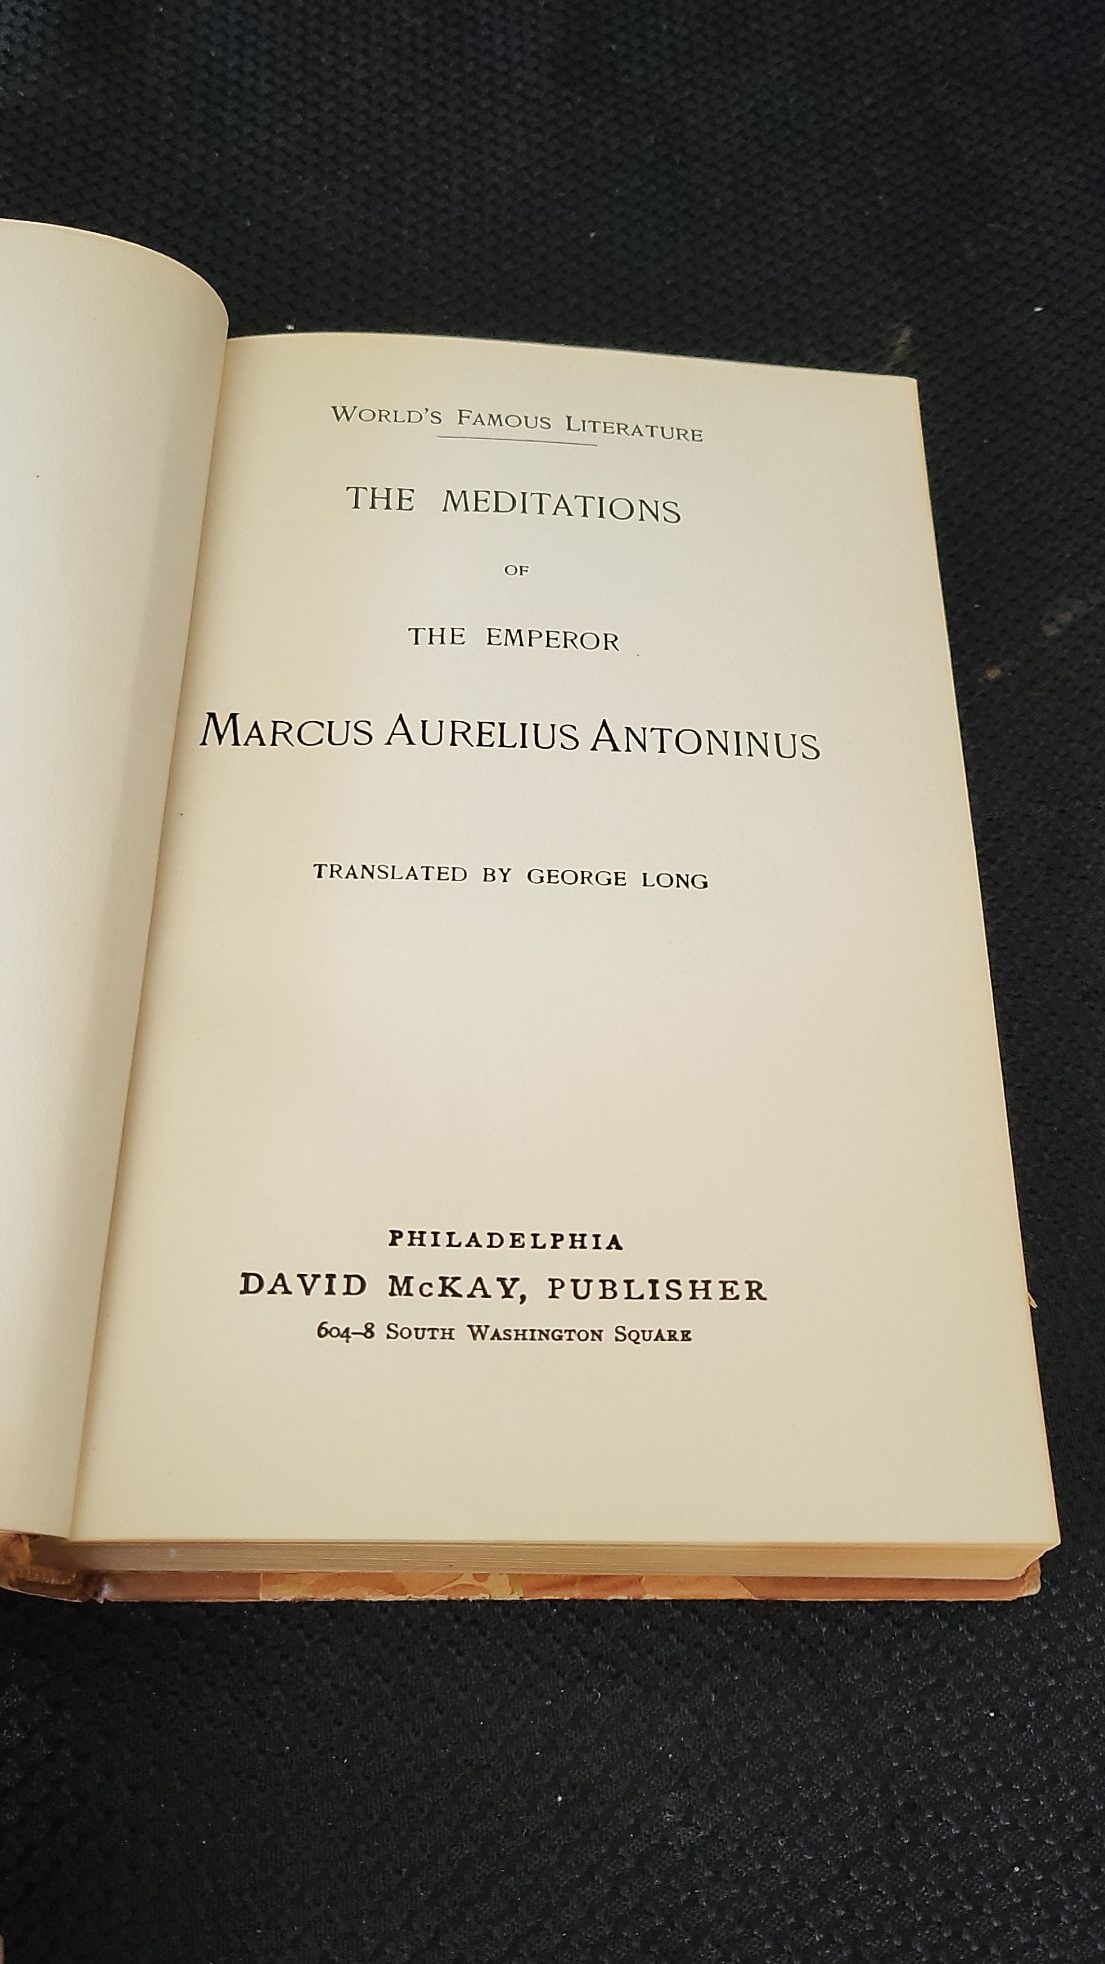 World's Famous Literature
THE MEDITATIONS
OF
THE EMPEROR
Marcus Aurelius Antoninus
TRANSLATED BY GEORGE LONG
PHILADELPHIA
DAVID McKAY, PUBLISHER
604–8 South Washington Square